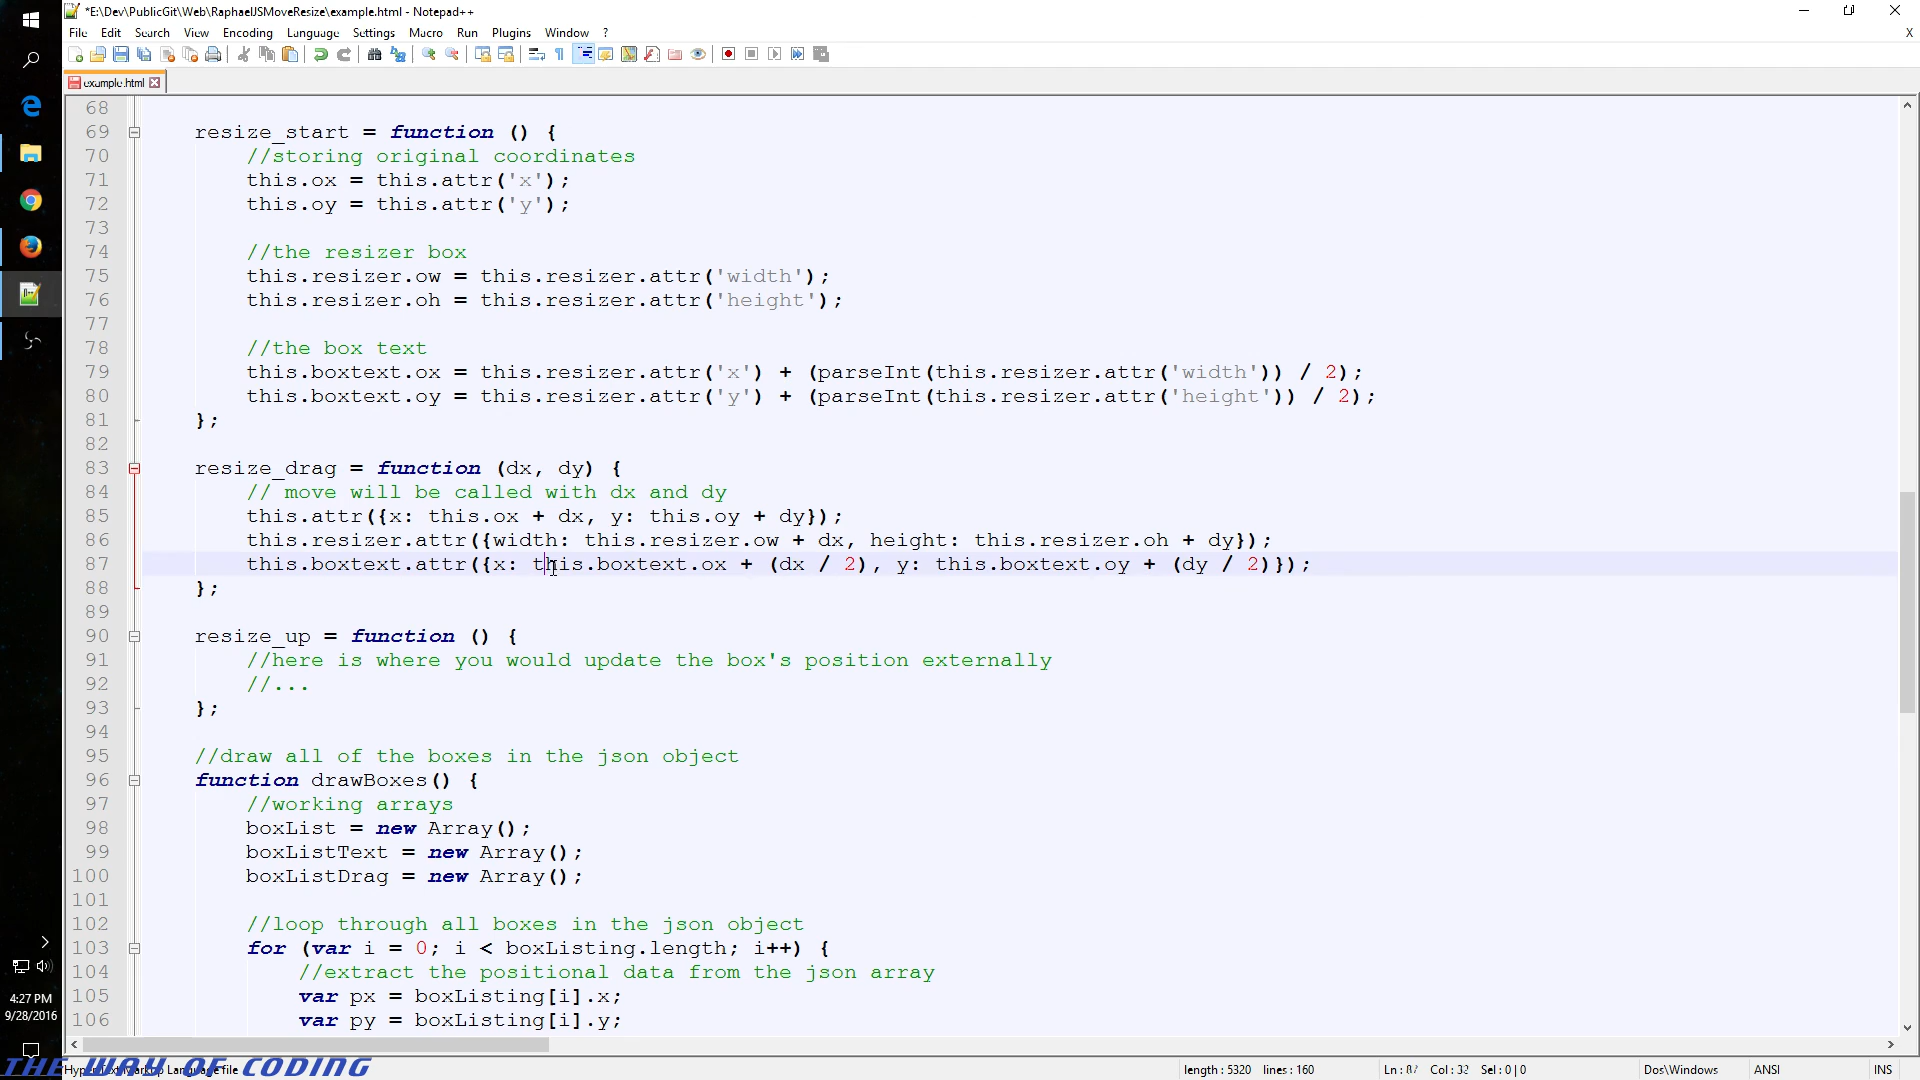 *E:\Dev\PublicGit\Web\RaphaelJSMoveResize\example.html - Notepad++
File Edit Search View Encoding Language Settings Macro Run Plugins Window ? X
example.html
68
69 resize_start = function () {
70 //storing original coordinates
71 this.ox = this.attr('x');
72 this.oy = this.attr('y');
73
74 //the resizer box
75 this.resizer.ow = this.resizer.attr('width');
76 this.resizer.oh = this.resizer.attr('height');
77
78 //the box text
79 this.boxtext.ox = this.resizer.attr('x') + (parseInt(this.resizer.attr('width')) / 2);
80 this.boxtext.oy = this.resizer.attr('y') + (parseInt(this.resizer.attr('height')) / 2);
81 };
82
83 resize_drag = function (dx, dy) {
84 // move will be called with dx and dy
85 this.attr({x: this.ox + dx, y: this.oy + dy});
86 this.resizer.attr({width: this.resizer.ow + dx, height: this.resizer.oh + dy});
87 this.boxtext.attr({x: this.boxtext.ox + (dx / 2), y: this.boxtext.oy + (dy / 2)});
88 };
89
90 resize_up = function () {
91 //here is where you would update the box's position externally
92 //...
93 };
94
95 //draw all of the boxes in the json object
96 function drawBoxes() {
97 //working arrays
98 boxList = new Array();
99 boxListText = new Array();
100 boxListDrag = new Array();
101
102 //loop through all boxes in the json object
103 for (var i = 0; i < boxListing.length; i++) {
104 //extract the positional data from the json array
105 var px = boxListing[i].x;
106 var py = boxListing[i].y;
4:27 PM
9/28/2016
THE WAY OF CODING
Hyper Text Markup Language file length : 5320 lines : 160 Ln : 87 Col : 32 Sel : 0 | 0 Dos\Windows ANSI INS